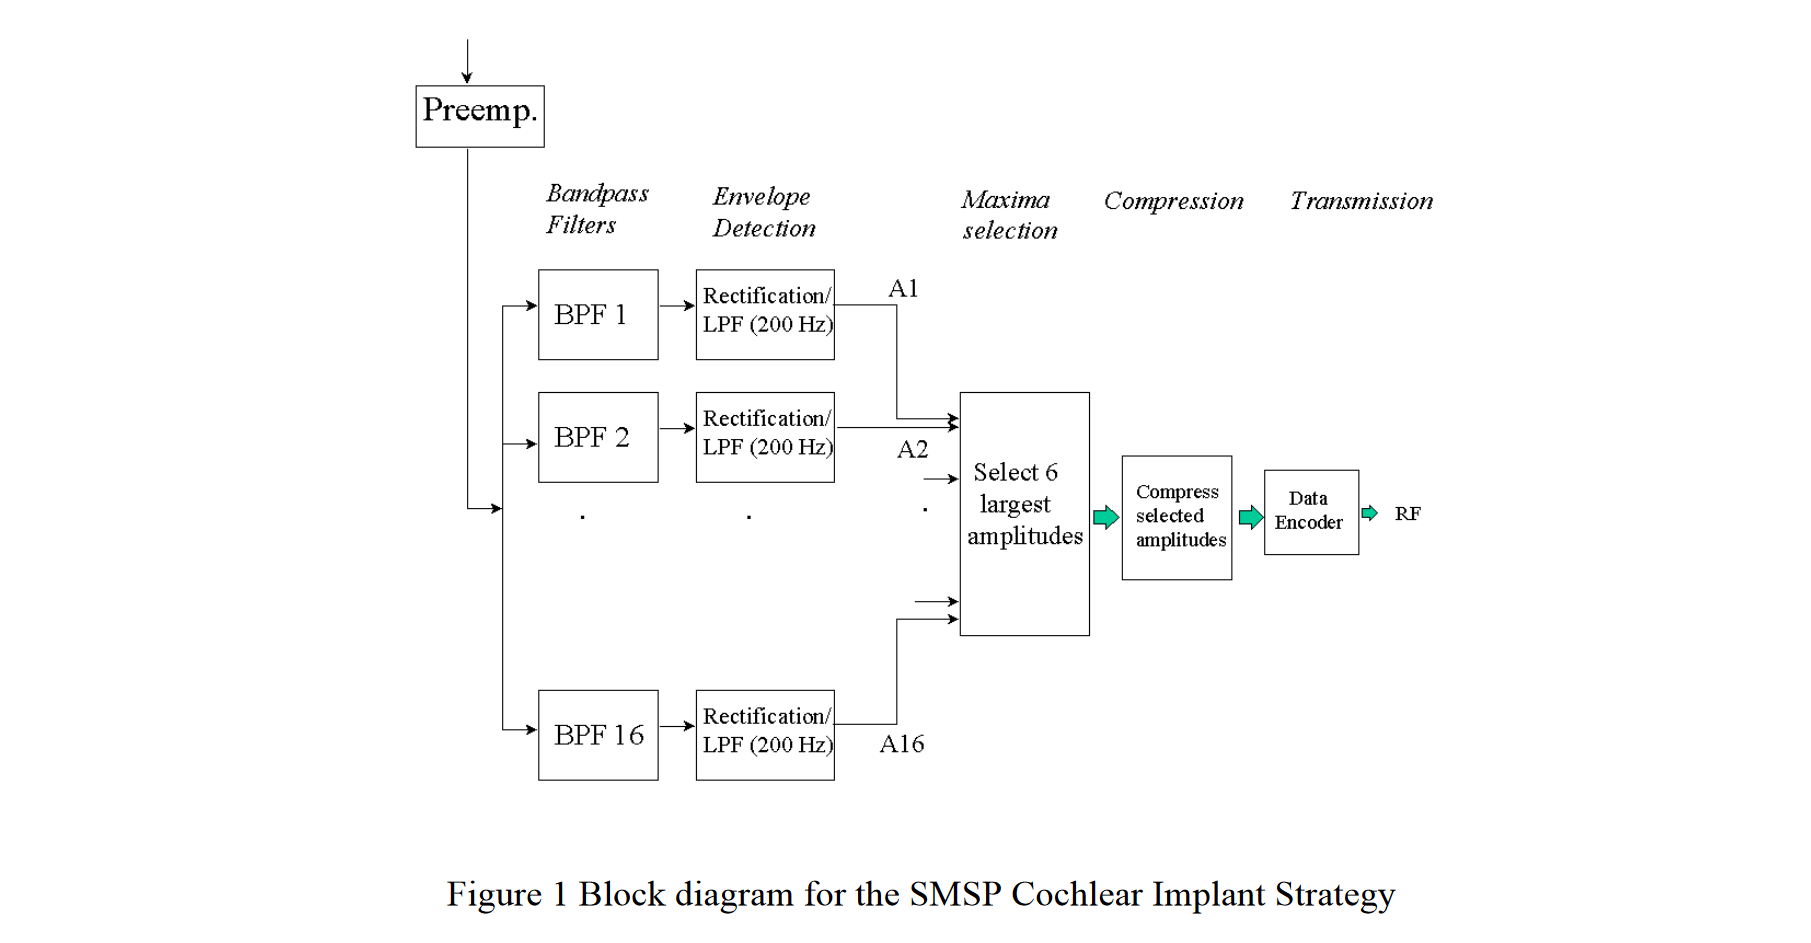 Preemp.
Bandpass
Filters
Envelope
Detection
Maxima
selection
Compression
Transmission
BPF 1
Rectification/
LPF (200 Hz)
A1
BPF 2
Rectification/
LPF (200 Hz)
A2
Select 6
largest
amplitudes
Compress
selected
amplitudes
Data
Encoder
RF
BPF 16
Rectification/
LPF (200 Hz)
A16
Figure 1 Block diagram for the SMSP Cochlear Implant Strategy